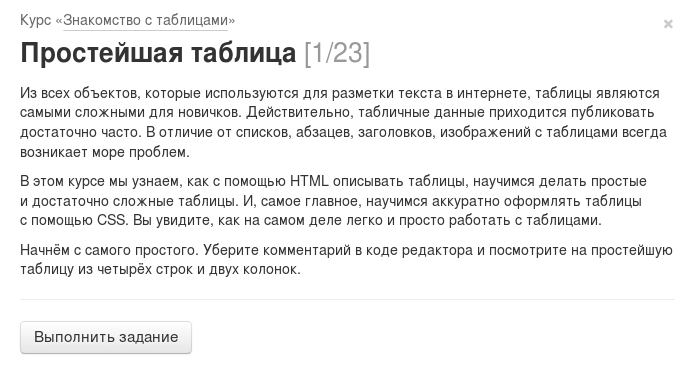 Курс «Знакомство с таблицами»
Простейшая таблица [1/23]
Из всех объектов, которые используются для разметки текста в интернете, таблицы являются
самыми сложными для новичков. Действительно, табличные данные приходится публиковать
достаточно часто. В отличие от списков, абзацев, заголовков, изображений с таблицами всегда
возникает море проблем.
В этом курсе мы узнаем, как с помощью HTML описывать таблицы, научимся делать простые
и достаточно сложные таблицы. И, самое главное, научимся аккуратно оформлять таблицы
с помощью CSS. Вы увидите, как на самом деле легко и просто работать с таблицами.
Начнём с самого простого. Уберите комментарий в коде редактора и посмотрите на простейшую
таблицу из четырёх строк и двух колонок.
Выполнить задание